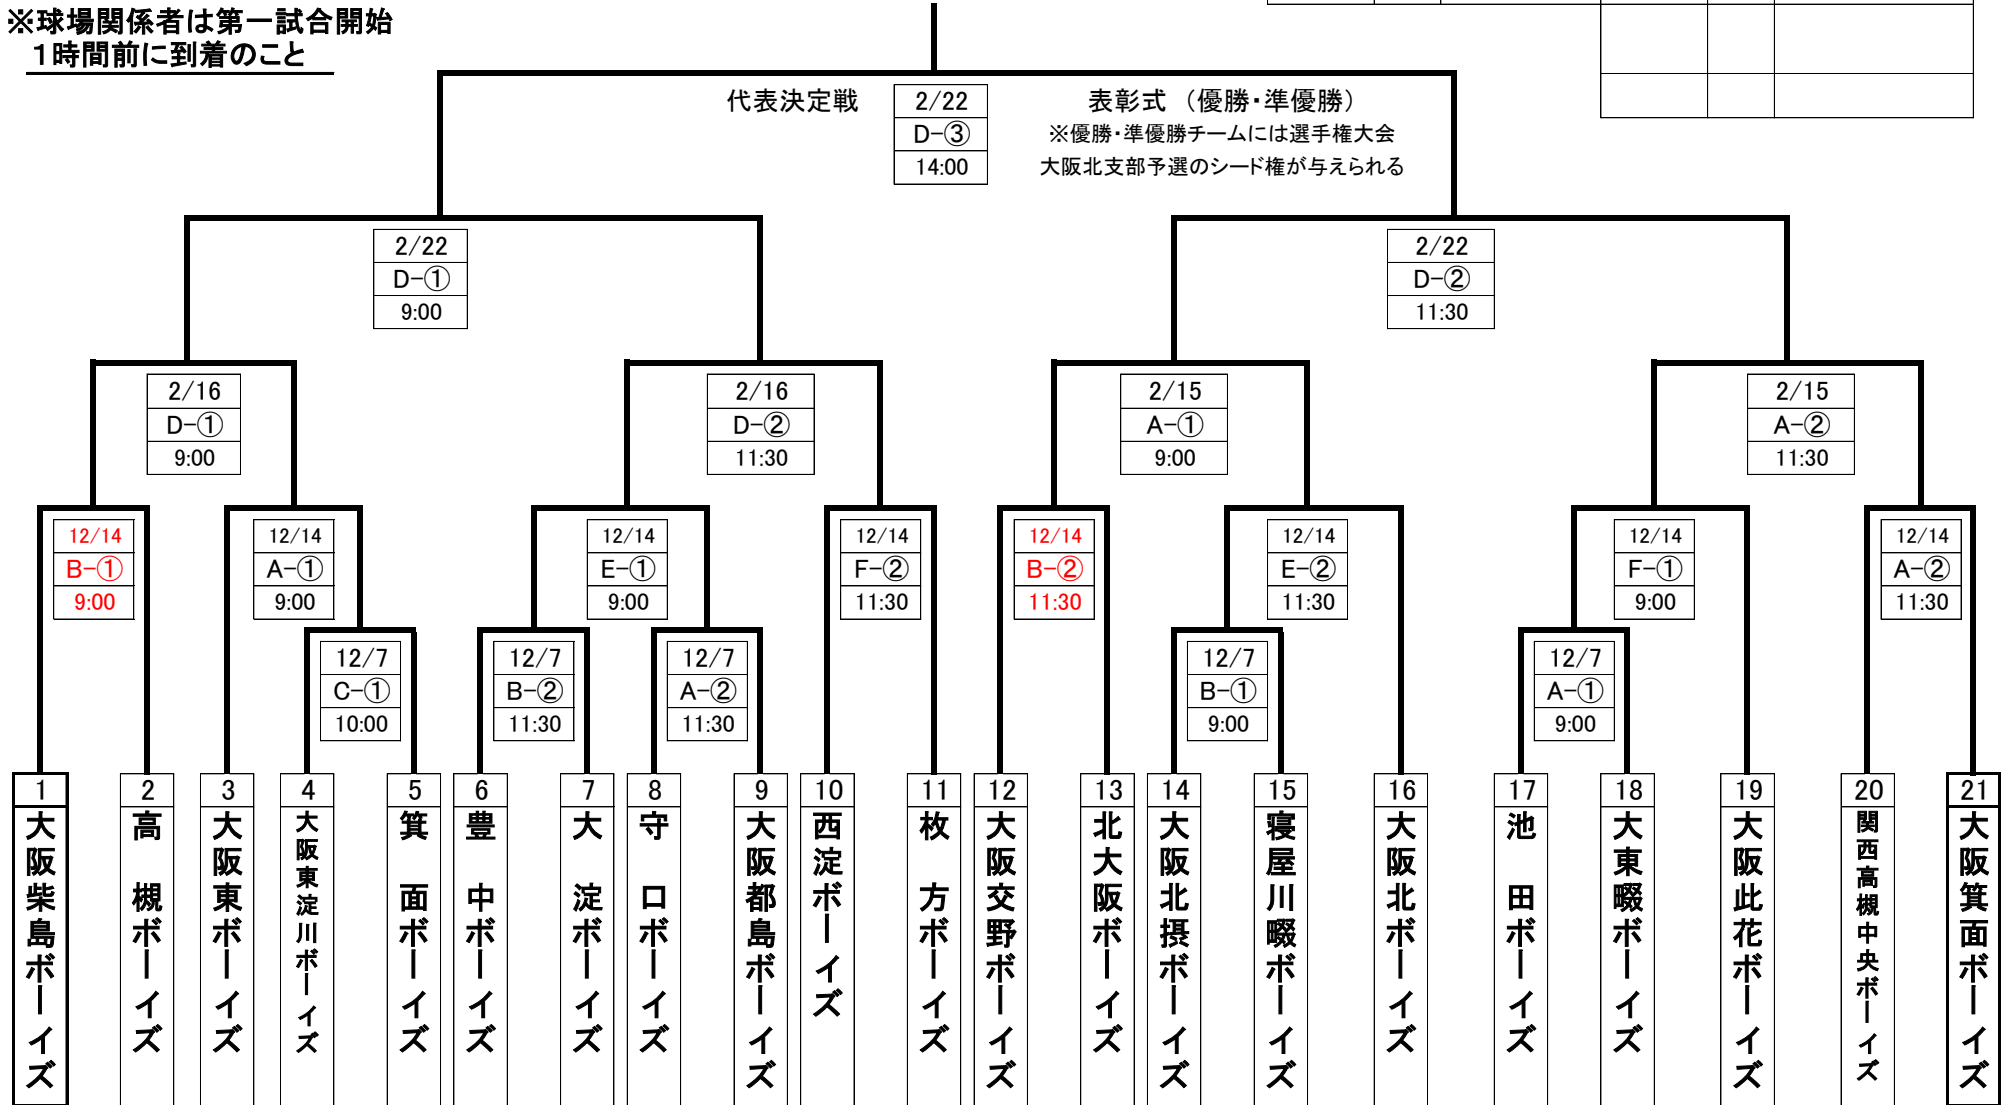 ※球場関係者は第一試合開始
1時間前に到着のこと
代表決定戦
2/22
D-③
14:00
表彰式 (優勝・準優勝)
※優勝・準優勝チームには選手権大会
大阪北支部予選のシード権が与えられる
2/22
D-①
9:00
2/22
D-②
11:30
2/16
D-①
9:00
2/16
D-②
11:30
2/15
A-①
9:00
2/15
A-②
11:30
12/14
B-①
9:00
12/14
A-①
9:00
12/14
E-①
9:00
12/14
F-②
11:30
12/14
B-②
11:30
12/14
E-②
11:30
12/14
F-①
9:00
12/14
A-②
11:30
12/7
C-①
10:00
12/7
B-②
11:30
12/7
A-②
11:30
12/7
B-①
9:00
12/7
A-①
9:00
1
大阪柴島ボーイズ
2
高 槻ボーイズ
3
大阪東ボーイズ
4
大阪東淀川ボーイズ
5
箕 面ボーイズ
6
豊 中ボーイズ
7
大 淀ボーイズ
8
守 口ボーイズ
9
大阪都島ボーイズ
10
西淀ボーイズ
11
枚 方ボーイズ
12
大阪交野ボーイズ
13
北大阪ボーイズ
14
大阪北摂ボーイズ
15
寝屋川畷ボーイズ
16
大阪北ボーイズ
17
池 田ボーイズ
18
大東畷ボーイズ
19
大阪此花ボーイズ
20
関西高槻中央ボーイズ
21
大阪箕面ボーイズ